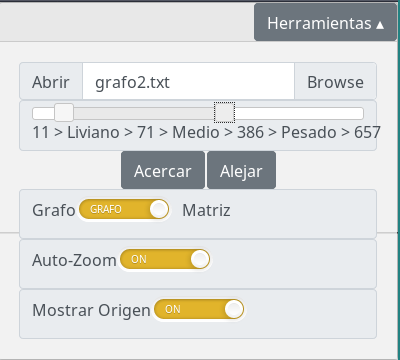 Herramientas ▴
Abrir grafo2.txt Browse
11 > Liviano > 71 > Medio > 386 > Pesado > 657
Acercar Alejar
Grafo GRAFO Matriz
Auto-Zoom ON
Mostrar Origen ON